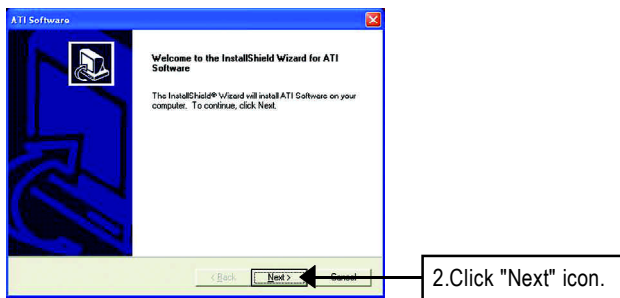 ATI Software
Welcome to the InstallShield Wizard for ATI
Software
The InstallShield® Wizard will install ATI Software on your
computer. To continue, click Next.
< Back
Next >
Cancel
2.Click "Next" icon.